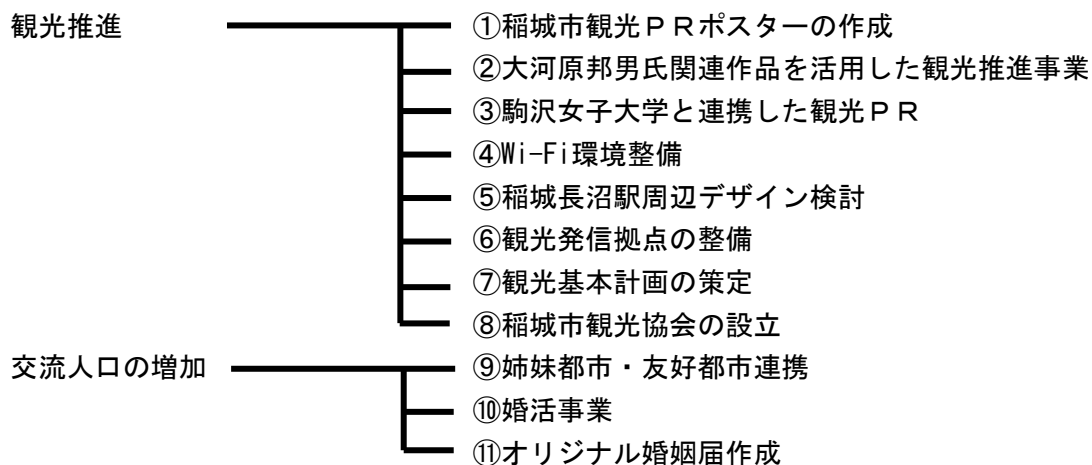 観光推進 ①稲城市観光ＰＲポスターの作成
②大河原邦男氏関連作品を活用した観光推進事業
③駒沢女子大学と連携した観光ＰＲ
④Wi-Fi環境整備
⑤稲城長沼駅周辺デザイン検討
⑥観光発信拠点の整備
⑦観光基本計画の策定
⑧稲城市観光協会の設立
交流人口の増加 ⑨姉妹都市・友好都市連携
⑩婚活事業
⑪オリジナル婚姻届作成